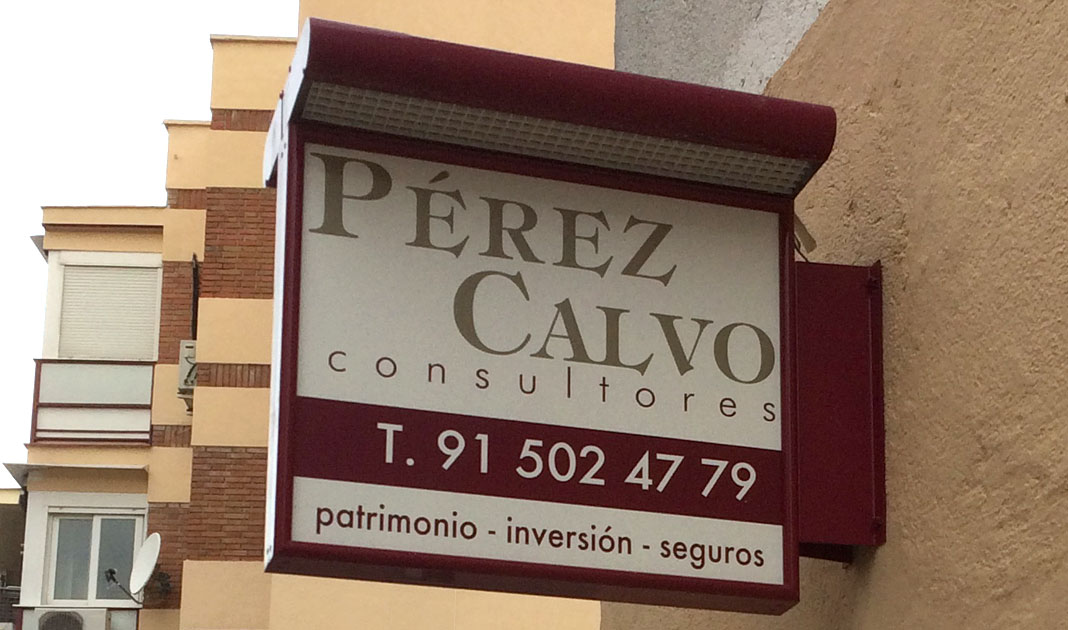 PÉREZ
CALVO
consultores
T. 91 502 47 79
patrimonio - inversión - seguros